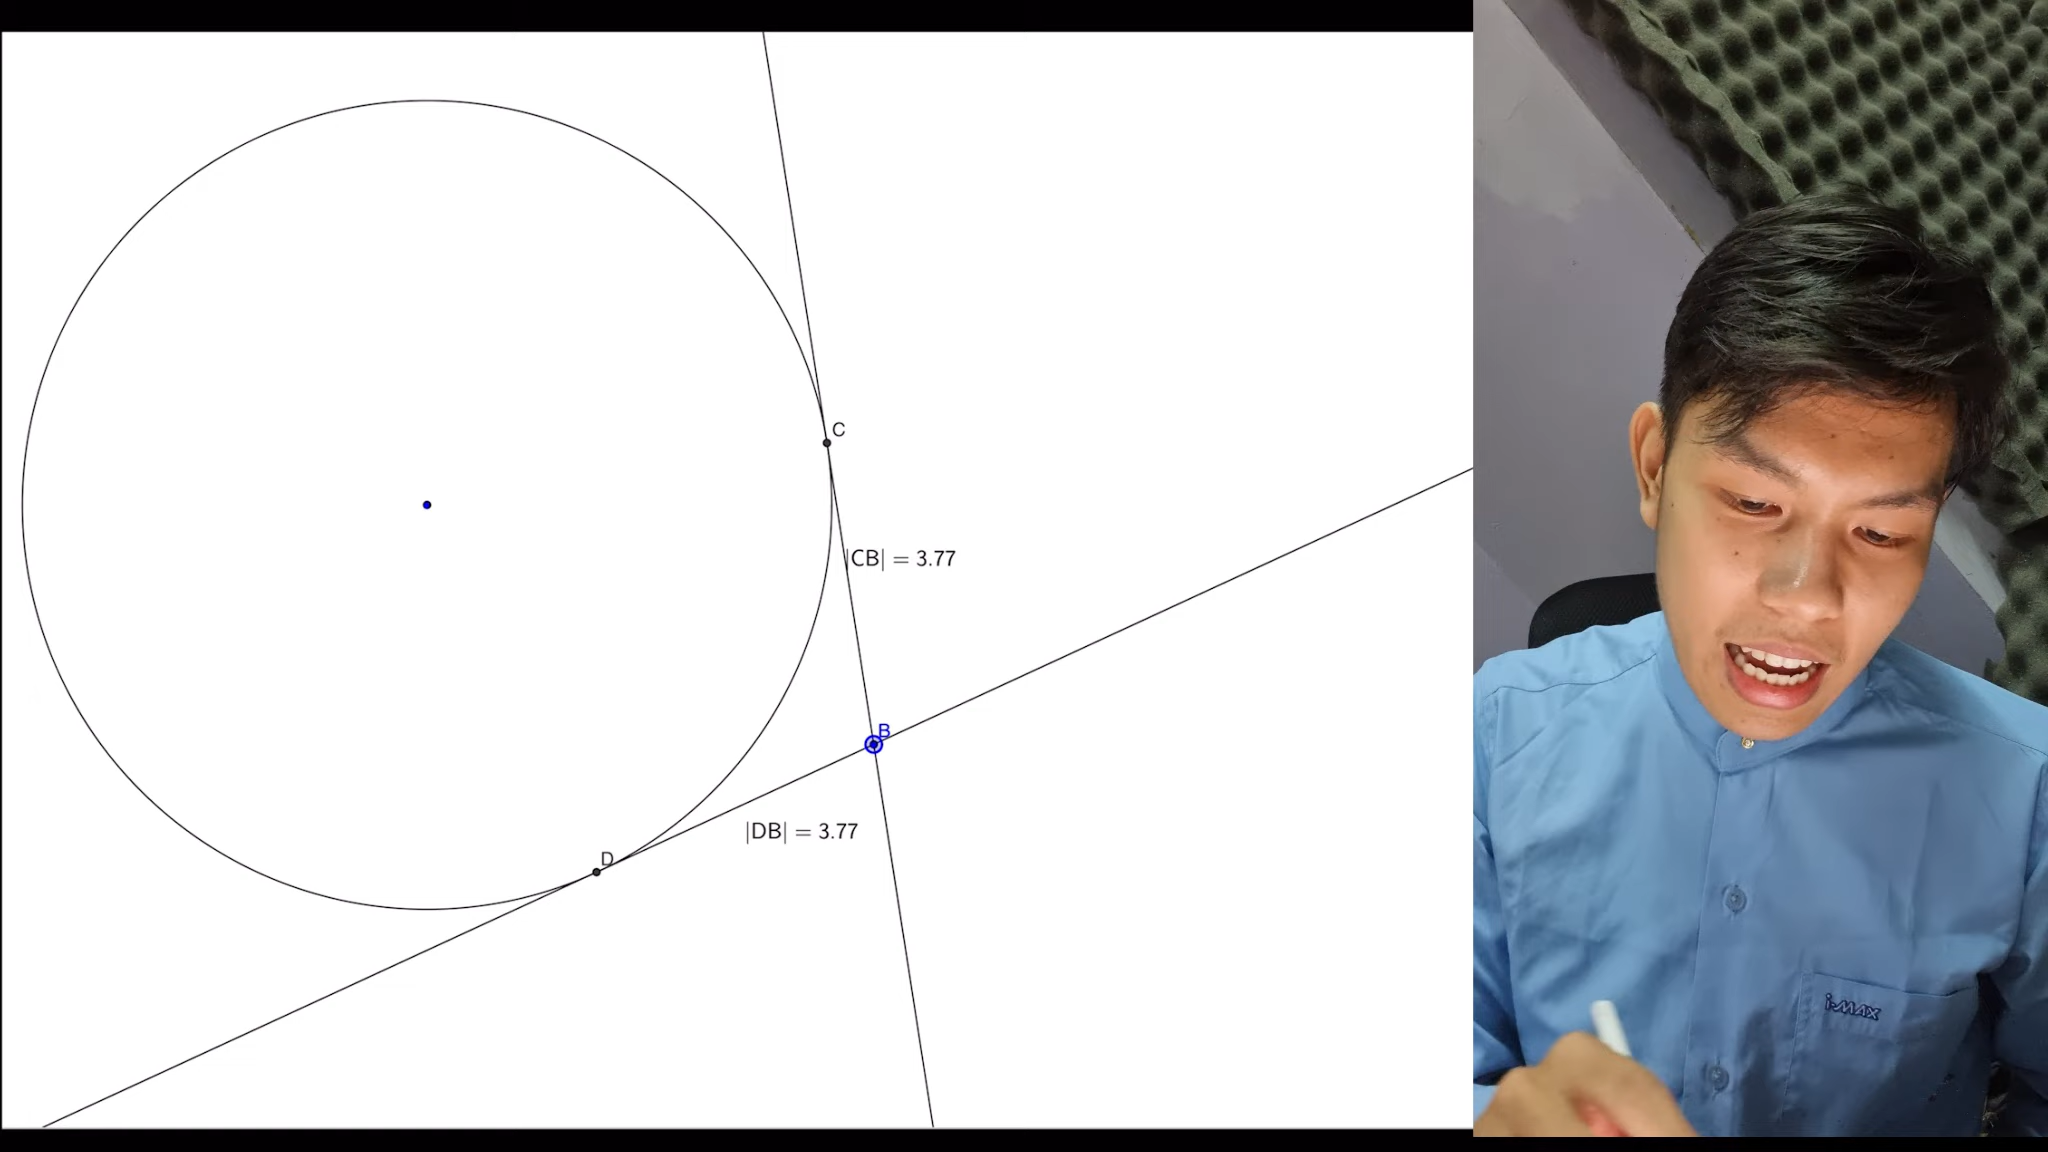 C
|CB| = 3.77
B
|DB| = 3.77
D
i-MAX